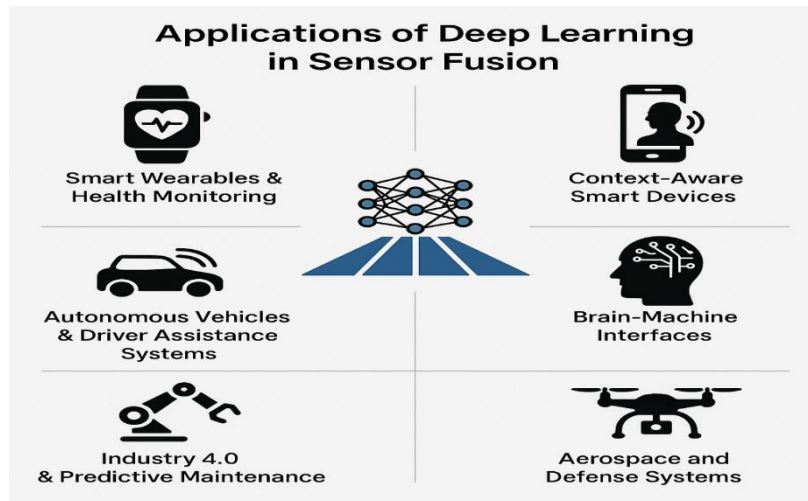 Applications of Deep Learning
in Sensor Fusion
Smart Wearables &
Health Monitoring
Context-Aware
Smart Devices
Autonomous Vehicles
& Driver Assistance
Systems
Brain-Machine
Interfaces
Industry 4.0
& Predictive Maintenance
Aerospace and
Defense Systems